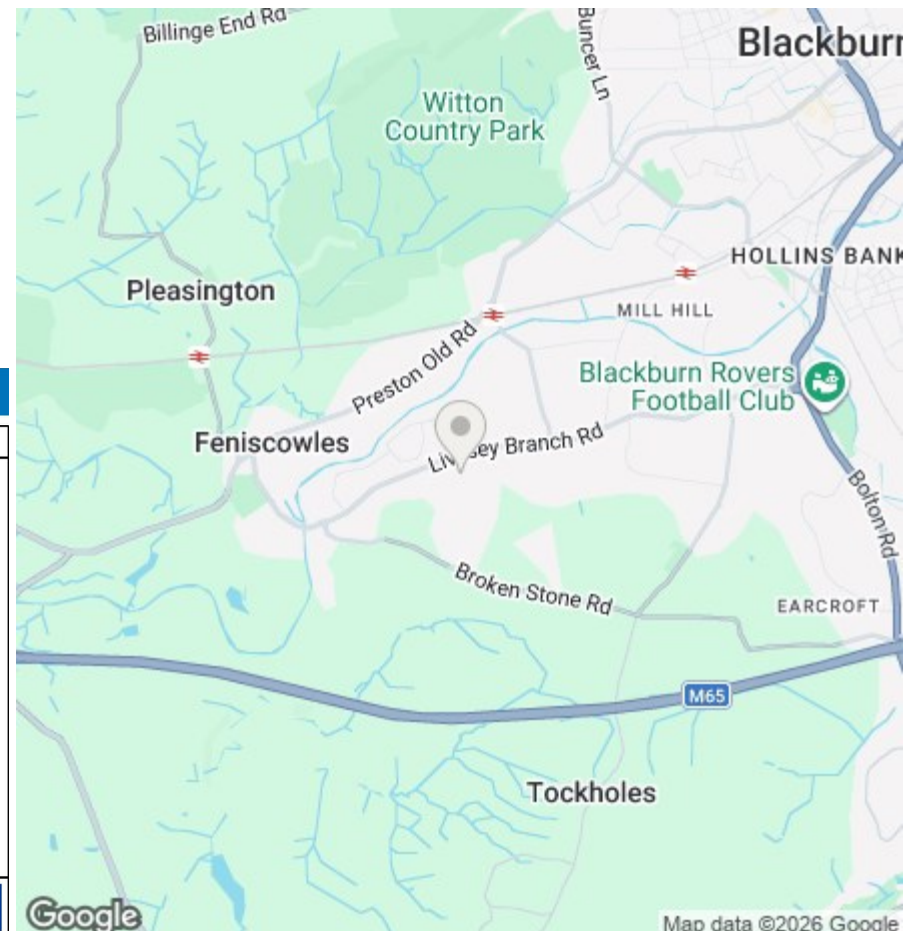 Billinge End Rd
Buncer Ln
Blackburn
Witton
Country Park
HOLLINS BANK
Pleasington
MILL HILL
Preston Old Rd
Blackburn Rovers
Football Club
Feniscowles
Livesey Branch Rd
Bolton Rd
Broken Stone Rd
EARCROFT
M65
Tockholes
Google
Map data ©2026 Google